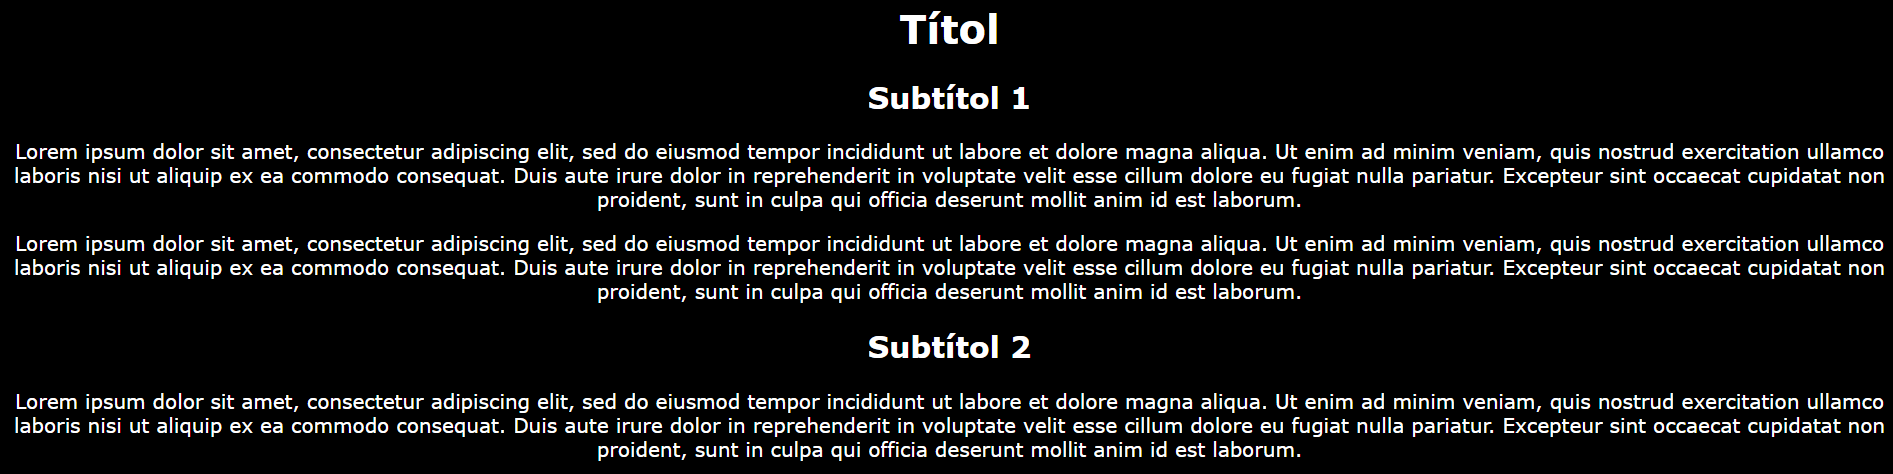 Títol
Subtítol 1
Lorem ipsum dolor sit amet, consectetur adipiscing elit, sed do eiusmod tempor incididunt ut labore et dolore magna aliqua. Ut enim ad minim veniam, quis nostrud exercitation ullamco
laboris nisi ut aliquip ex ea commodo consequat. Duis aute irure dolor in reprehenderit in voluptate velit esse cillum dolore eu fugiat nulla pariatur. Excepteur sint occaecat cupidatat non
proident, sunt in culpa qui officia deserunt mollit anim id est laborum.
Lorem ipsum dolor sit amet, consectetur adipiscing elit, sed do eiusmod tempor incididunt ut labore et dolore magna aliqua. Ut enim ad minim veniam, quis nostrud exercitation ullamco
laboris nisi ut aliquip ex ea commodo consequat. Duis aute irure dolor in reprehenderit in voluptate velit esse cillum dolore eu fugiat nulla pariatur. Excepteur sint occaecat cupidatat non
proident, sunt in culpa qui officia deserunt mollit anim id est laborum.
Subtítol 2
Lorem ipsum dolor sit amet, consectetur adipiscing elit, sed do eiusmod tempor incididunt ut labore et dolore magna aliqua. Ut enim ad minim veniam, quis nostrud exercitation ullamco
laboris nisi ut aliquip ex ea commodo consequat. Duis aute irure dolor in reprehenderit in voluptate velit esse cillum dolore eu fugiat nulla pariatur. Excepteur sint occaecat cupidatat non
proident, sunt in culpa qui officia deserunt mollit anim id est laborum.